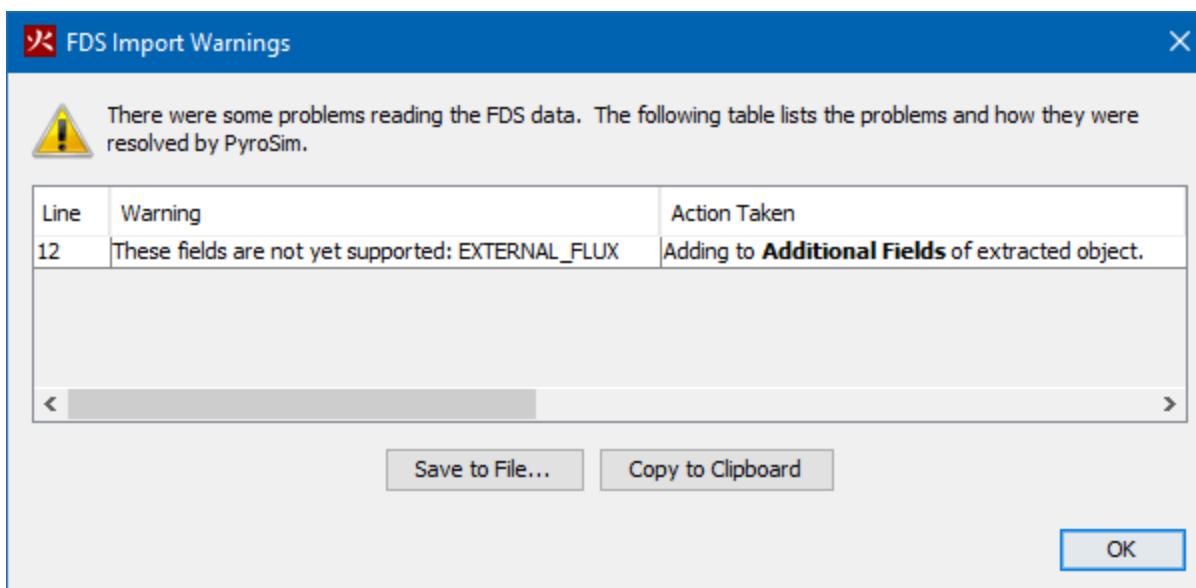 FDS Import Warnings
There were some problems reading the FDS data. The following table lists the problems and how they were
resolved by PyroSim.
Line Warning Action Taken
12 These fields are not yet supported: EXTERNAL_FLUX Adding to Additional Fields of extracted object.
Save to File... Copy to Clipboard
OK